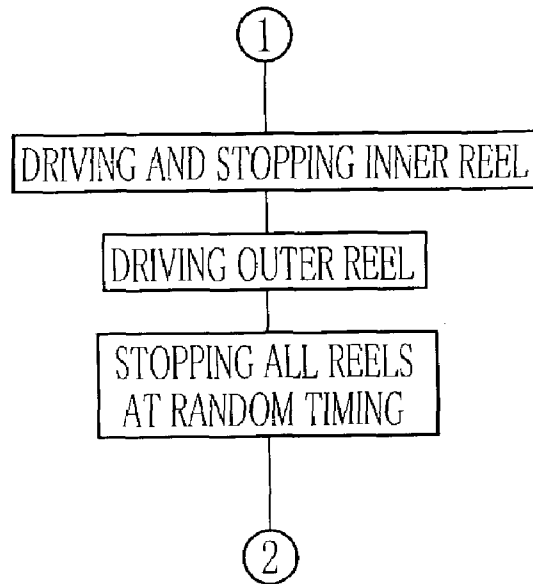 1
DRIVING AND STOPPING INNER REEL
DRIVING OUTER REEL
STOPPING ALL REELS
AT RANDOM TIMING
2